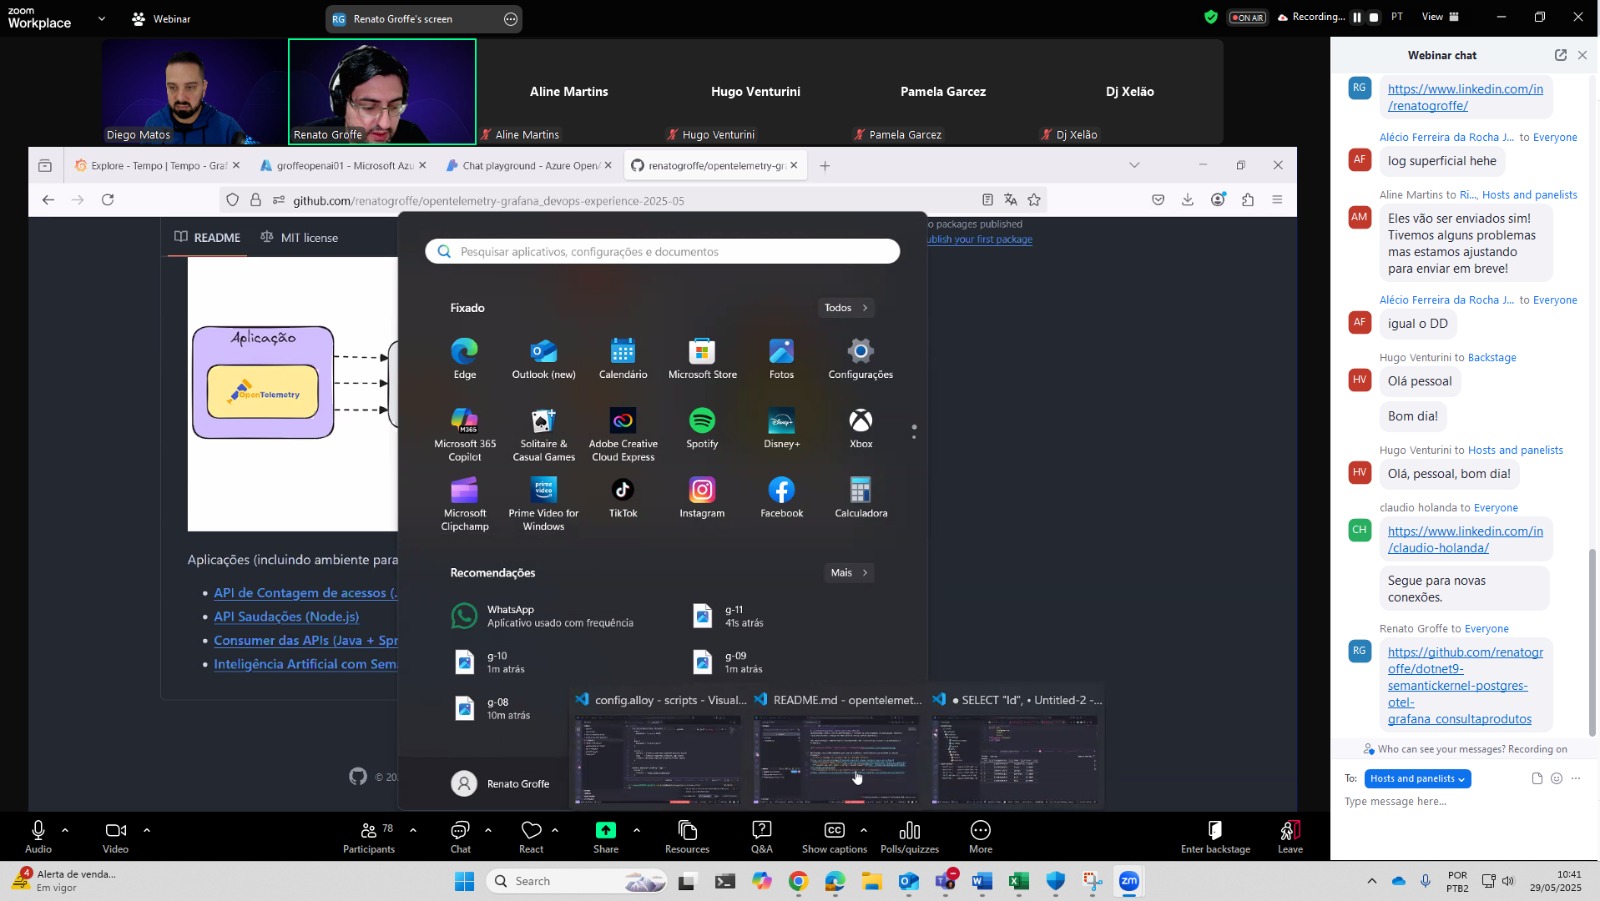 zoom
Workplace
Webinar
RG Renato Groffe's screen
ON AIR
Recording...
PT
View
Diego Matos
Renato Groffe
Aline Martins
Aline Martins
Hugo Venturini
Hugo Venturini
Pamela Garcez
Pamela Garcez
Dj Xelão
Dj Xelão
Explore - Tempo | Tempo - Graf
groffeopenai01 - Microsoft Azu
Chat playground - Azure OpenA
renatogroffe/opentelemetry-gra
github.com/renatogroffe/opentelemetry-grafana_devops-experience-2025-05
README
MIT license
o packages published
ublish your first package
Aplicação
OpenTelemetry
Aplicações (incluindo ambiente para
API de Contagem de acessos (.
API Saudações (Node.js)
Consumer das APIs (Java + Spr
Inteligência Artificial com Sema
Pesquisar aplicativos, configurações e documentos
Fixado
Todos
Edge
Outlook (new)
Calendário
Microsoft Store
Fotos
Configurações
M365
Microsoft 365
Copilot
Solitaire &
Casual Games
Adobe Creative
Cloud Express
Spotify
Disney+
Disney+
Xbox
Microsoft
Clipchamp
prime
video
Prime Video for
Windows
TikTok
Instagram
Facebook
Calculadora
Recomendações
Mais
WhatsApp
Aplicativo usado com frequência
g-11
41s atrás
g-10
1m atrás
g-09
1m atrás
g-08
10m atrás
Renato Groffe
config.alloy - scripts - Visual...
README.md - opentelemet...
● SELECT "Id", • Untitled-2 -...
Webinar chat
RG
https://www.linkedin.com/in
/renatogroffe/
Alécio Ferreira da Rocha J... to Everyone
AF
log superficial hehe
Aline Martins to Ri..., Hosts and panelists
AM
Eles vão ser enviados sim!
Tivemos alguns problemas
mas estamos ajustando
para enviar em breve!
Alécio Ferreira da Rocha J... to Everyone
AF
igual o DD
Hugo Venturini to Backstage
HV
Olá pessoal
Bom dia!
Hugo Venturini to Hosts and panelists
HV
Olá, pessoal, bom dia!
claudio holanda to Everyone
CH
https://www.linkedin.com/in
/claudio-holanda/
Segue para novas
conexões.
Renato Groffe to Everyone
RG
https://github.com/renatogr
offe/dotnet9-
semantickernel-postgres-
otel-
grafana_consultaprodutos
Who can see your messages? Recording on
To: Hosts and panelists
Type message here...
Audio
Video
78
Participants
Chat
React
Share
Resources
Q&A
CC
Show captions
Polls/quizzes
More
Enter backstage
Leave
4
Alerta de venda...
Em vigor
Search
zm
POR
PTB2
10:41
29/05/2025